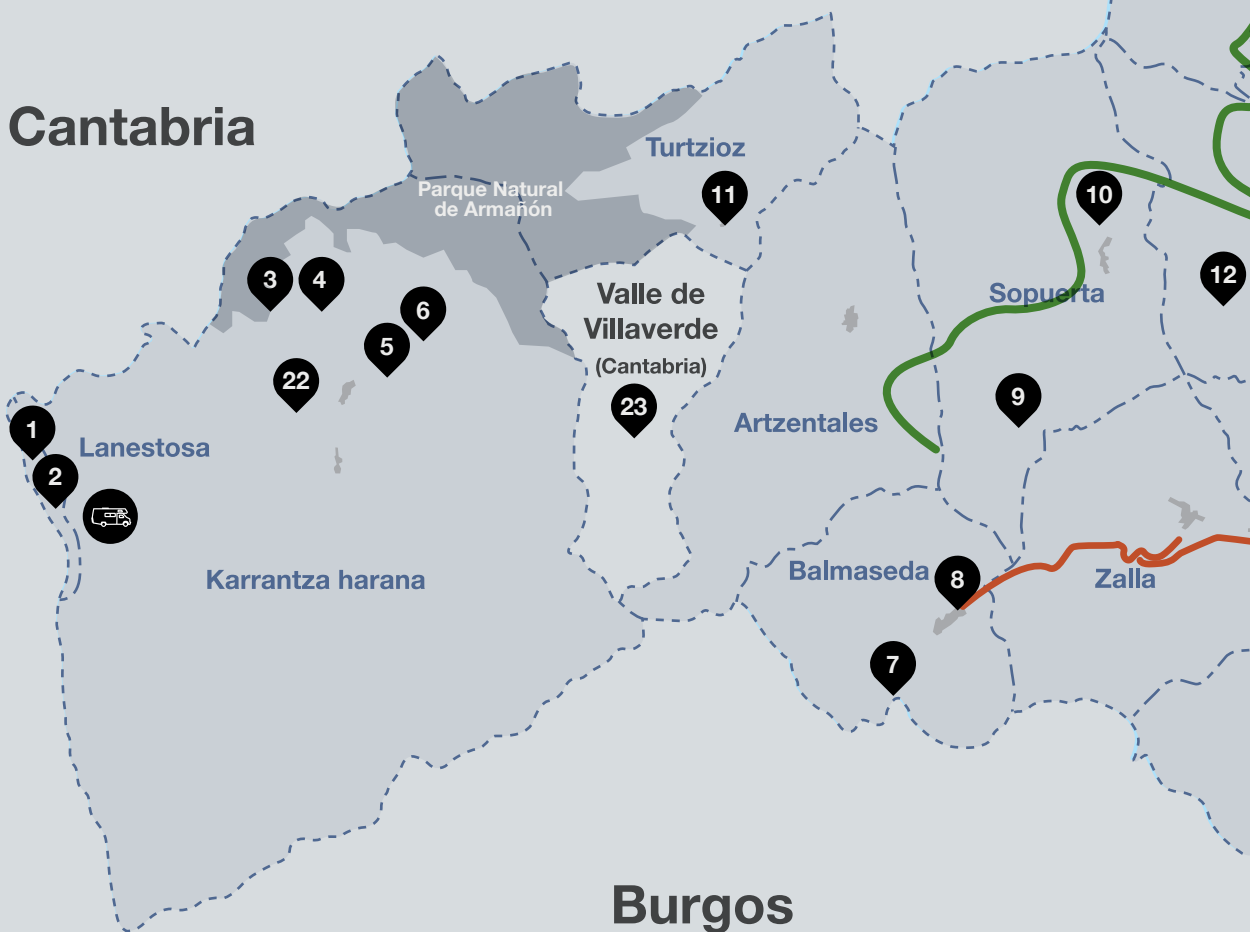 Cantabria
Turtzioz
Parque Natural
de Armañón
11
10
3
4
12
Valle de
Villaverde
(Cantabria)
Sopuerta
6
5
22
23
9
1
Lanestosa
Artzentales
2
Karrantza harana
Balmaseda
8
Zalla
7
Burgos